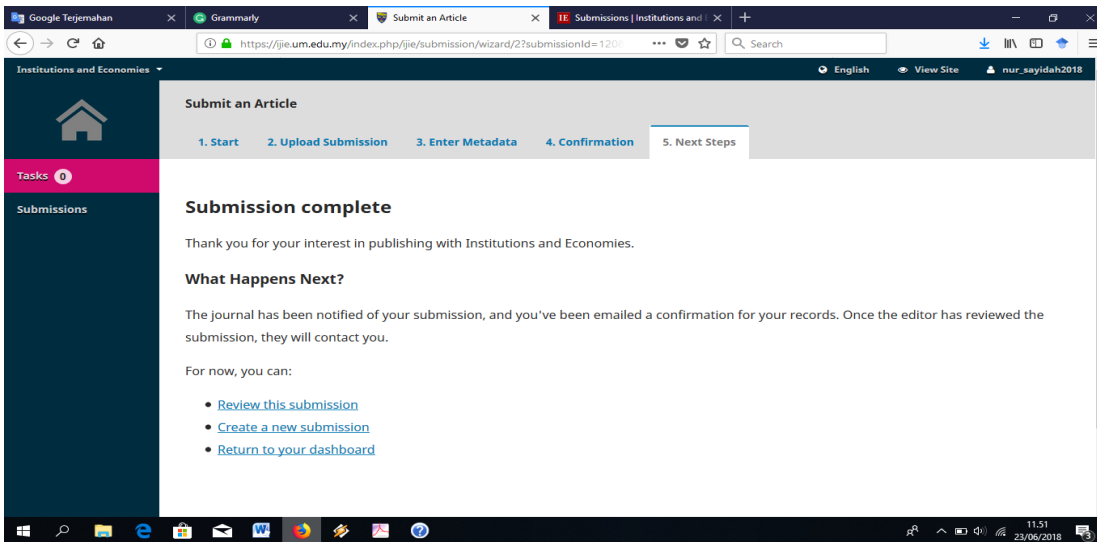 Google Terjemahan
Grammarly
Submit an Article
IE Submissions | Institutions and
https://ijie.um.edu.my/index.php/ijie/submission/wizard/2?submissionId=120
Search
Institutions and Economies
English
View Site
nur_sayidah2018
Submit an Article
1. Start
2. Upload Submission
3. Enter Metadata
4. Confirmation
5. Next Steps
Tasks 0
Submissions
Submission complete
Thank you for your interest in publishing with Institutions and Economies.
What Happens Next?
The journal has been notified of your submission, and you've been emailed a confirmation for your records. Once the editor has reviewed the
submission, they will contact you.
For now, you can:
• Review this submission
• Create a new submission
• Return to your dashboard
11.51
23/06/2018
3